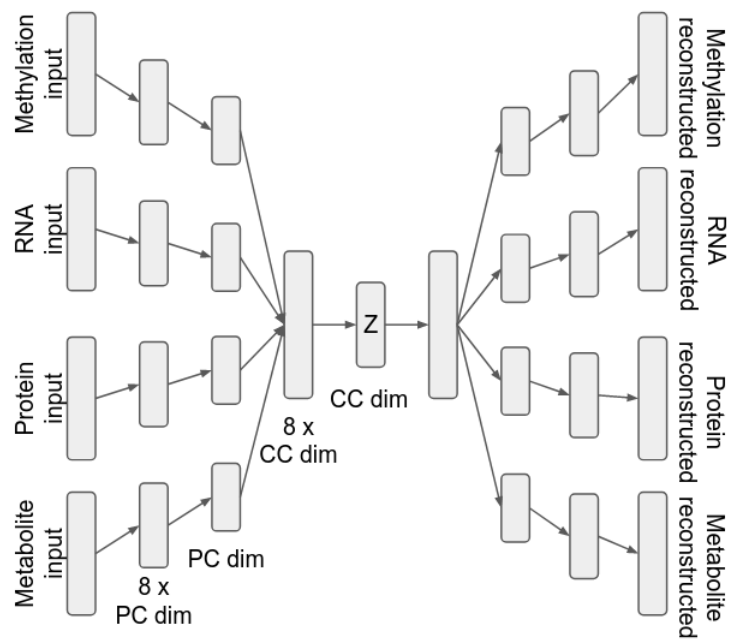 Methylation
input
RNA
input
Protein
input
Metabolite
input
8 x
PC dim
PC dim
8 x
CC dim
Z
CC dim
Methylation
reconstructed
RNA
reconstructed
Protein
reconstructed
Metabolite
reconstructed